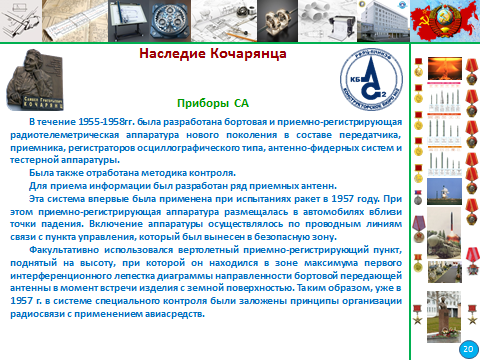 Наследие Кочарянца
КОЧАРЯНЦ
КБ
АС2
КОНСТРУКТОРСКОЕ БЮРО №2
Приборы СА
В течение 1955-1958гг. была разработана бортовая и приемно-регистрирующая
радиотелеметрическая аппаратура нового поколения в составе передатчика,
приемника, регистраторов осциллографического типа, антенно-фидерных систем и
тестерной аппаратуры.
Была также отработана методика контроля.
Для приема информации был разработан ряд приемных антенн.
Эта система впервые была применена при испытаниях ракет в 1957 году. При
этом приемно-регистрирующая аппаратура размещалась в автомобилях вблизи
точки падения. Включение аппаратуры осуществлялось по проводным линиям
связи с пункта управления, который был вынесен в безопасную зону.
Факультативно использовался вертолетный приемно-регистрирующий пункт,
поднятый на высоту, при которой он находился в зоне максимума первого
интерференционного лепестка диаграммы направленности бортовой передающей
антенны в момент встречи изделия с земной поверхностью. Таким образом, уже в
1957 г. в системе специального контроля были заложены принципы организации
радиосвязи с применением авиасредств.
20